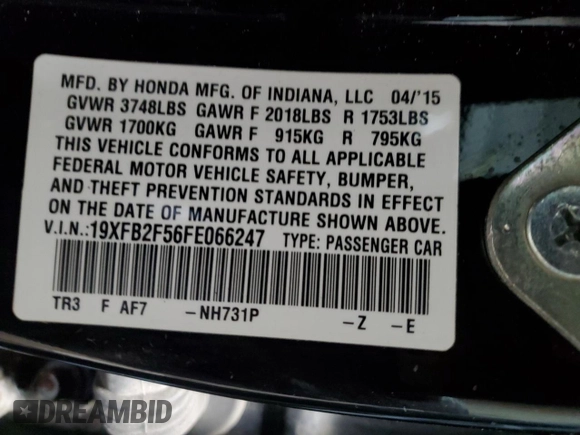 MFD. BY HONDA MFG. OF INDIANA, LLC 04/'15
GVWR 3748LBS GAWR F 2018LBS R 1753LBS
GVWR 1700KG GAWR F 915KG R 795KG
THIS VEHICLE CONFORMS TO ALL APPLICABLE
FEDERAL MOTOR VEHICLE SAFETY, BUMPER,
AND THEFT PREVENTION STANDARDS IN EFFECT
ON THE DATE OF MANUFACTURE SHOWN ABOVE.
V.I.N.:19XFB2F56FE066247 TYPE: PASSENGER CAR
TR3 F AF7 -NH731P -Z -E
DREAMBID